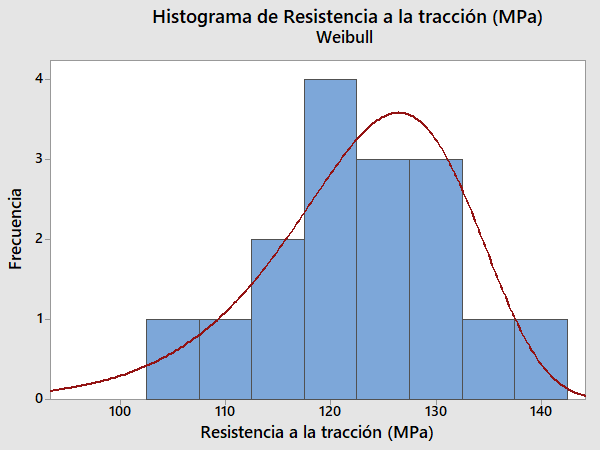 Histograma de Resistencia a la tracción (MPa)
Weibull
Frecuencia
4
3
2
1
0
100 110 120 130 140
Resistencia a la tracción (MPa)